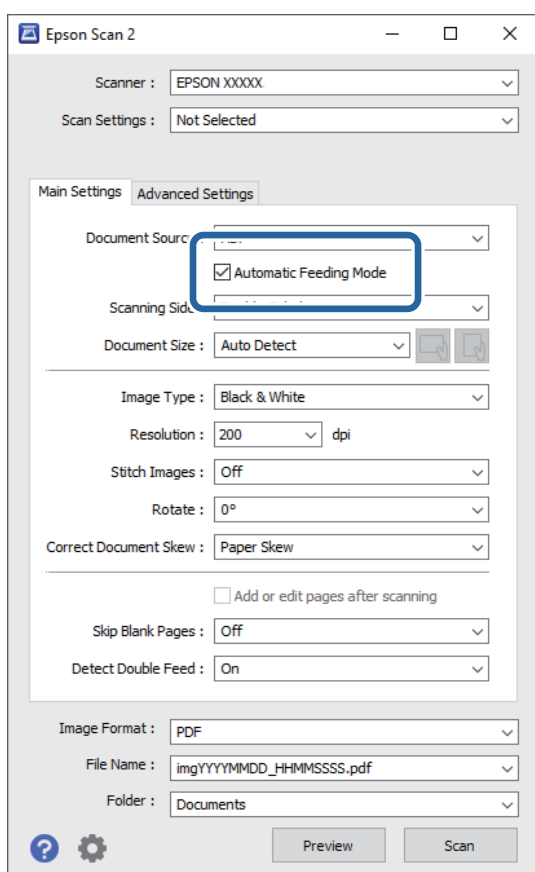 Epson Scan 2
Scanner : EPSON XXXXX
Scan Settings : Not Selected
Main Settings Advanced Settings
Document
Automatic Feeding Mode
Scanning
Document Size : Auto Detect
Image Type : Black & White
Resolution : 200 dpi
Stitch Images : Off
Rotate : 0°
Correct Document Skew : Paper Skew
Add or edit pages after scanning
Skip Blank Pages : Off
Detect Double Feed : On
Image Format : PDF
File Name : imgYYYYMMDD_HHMMSSSS.pdf
Folder : Documents
? Preview Scan